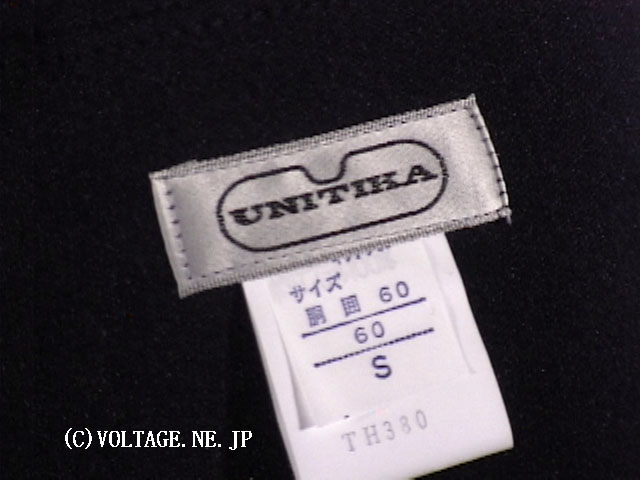 UNITIKA
サイズ
胴囲 60
60
S
TH380
(C)VOLTAGE.NE.JP